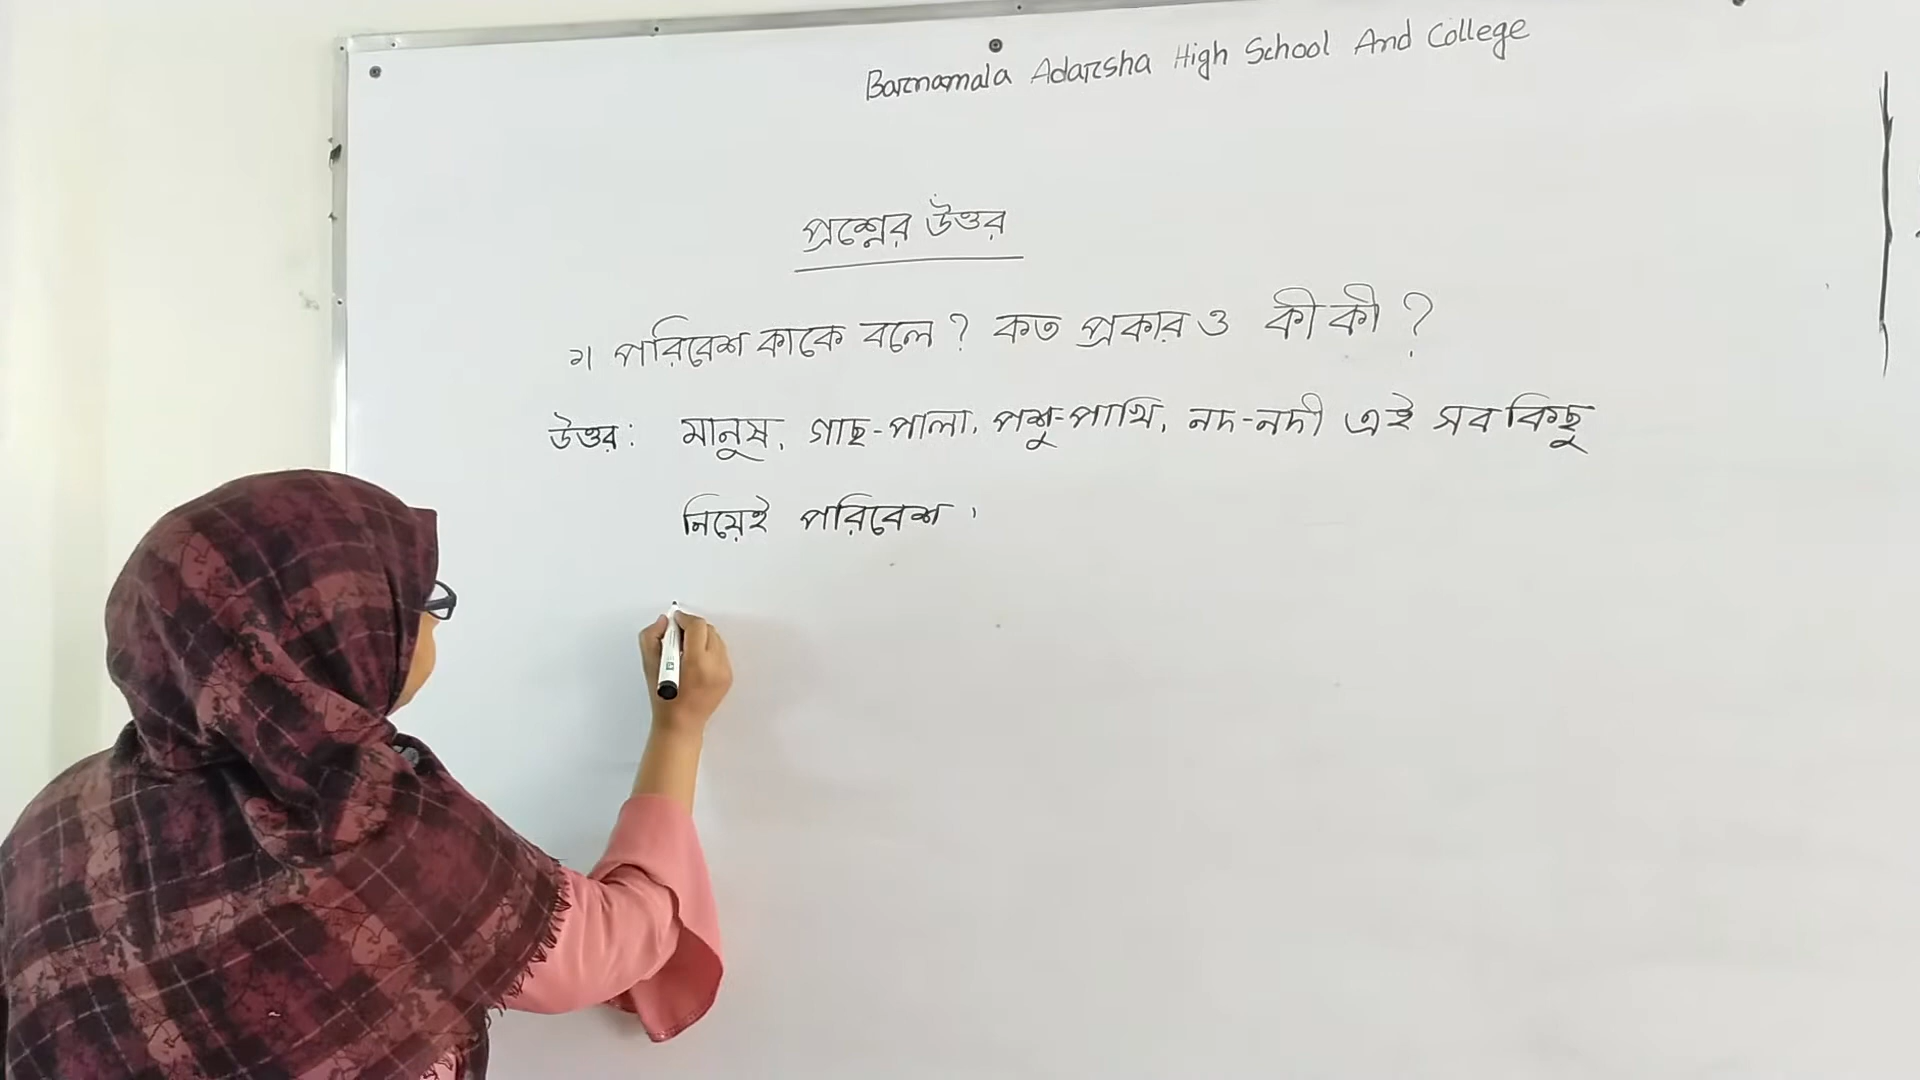 Barnamala Adarsha High School And College
প্রশ্নের উত্তর
১। পরিবেশ কাকে বলে? কত প্রকার ও কী কী?
উত্তর: মানুষ, গাছ-পালা, পশু-পাখি, নদ-নদী এই সব কিছু
নিয়েই পরিবেশ।